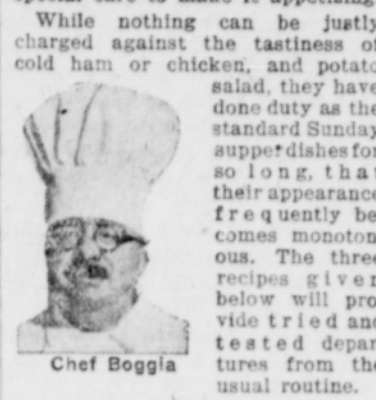 While nothing can be justly
charged against the tastiness of
cold ham or chicken, and potato
salad, they have
done duty as the
standard Sunday
supper dishes for
so long, that
their appearance
frequently be
comes monoton
ous. The three
recipes given
below will pro
vide tried and
tested depar
tures from the
usual routine.
Chef Boggia